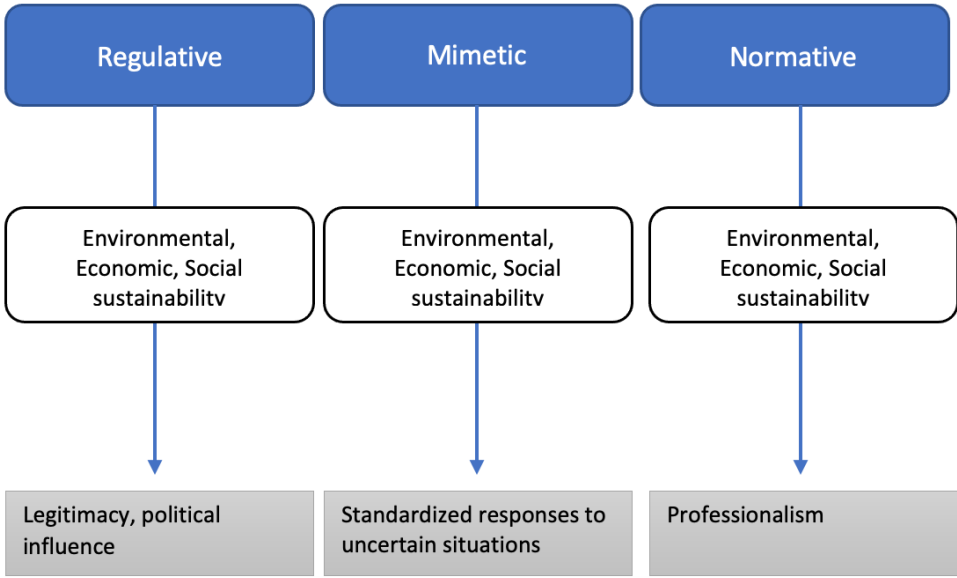 Regulative
Mimetic
Normative
Environmental,
Economic, Social
sustainability
Environmental,
Economic, Social
sustainability
Environmental,
Economic, Social
sustainability
Legitimacy, political
influence
Standardized responses to
uncertain situations
Professionalism